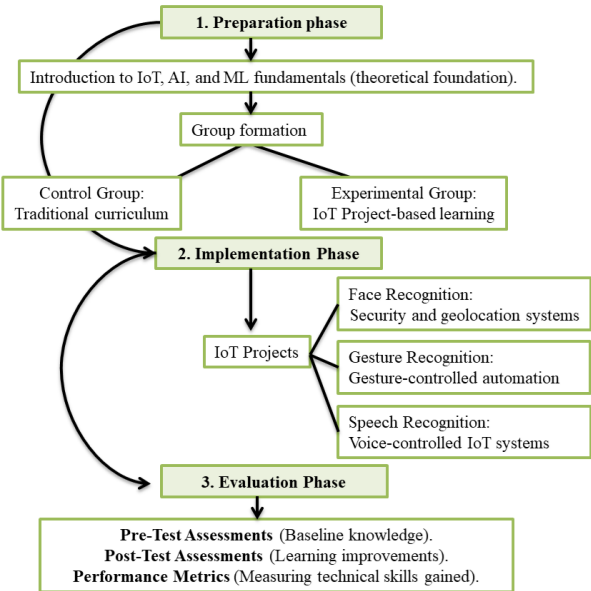 1. Preparation phase
Introduction to IoT, AI, and ML fundamentals (theoretical foundation).
Group formation
Control Group:
Traditional curriculum
Experimental Group:
IoT Project-based learning
2. Implementation Phase
IoT Projects
Face Recognition:
Security and geolocation systems
Gesture Recognition:
Gesture-controlled automation
Speech Recognition:
Voice-controlled IoT systems
3. Evaluation Phase
Pre-Test Assessments (Baseline knowledge).
Post-Test Assessments (Learning improvements).
Performance Metrics (Measuring technical skills gained).